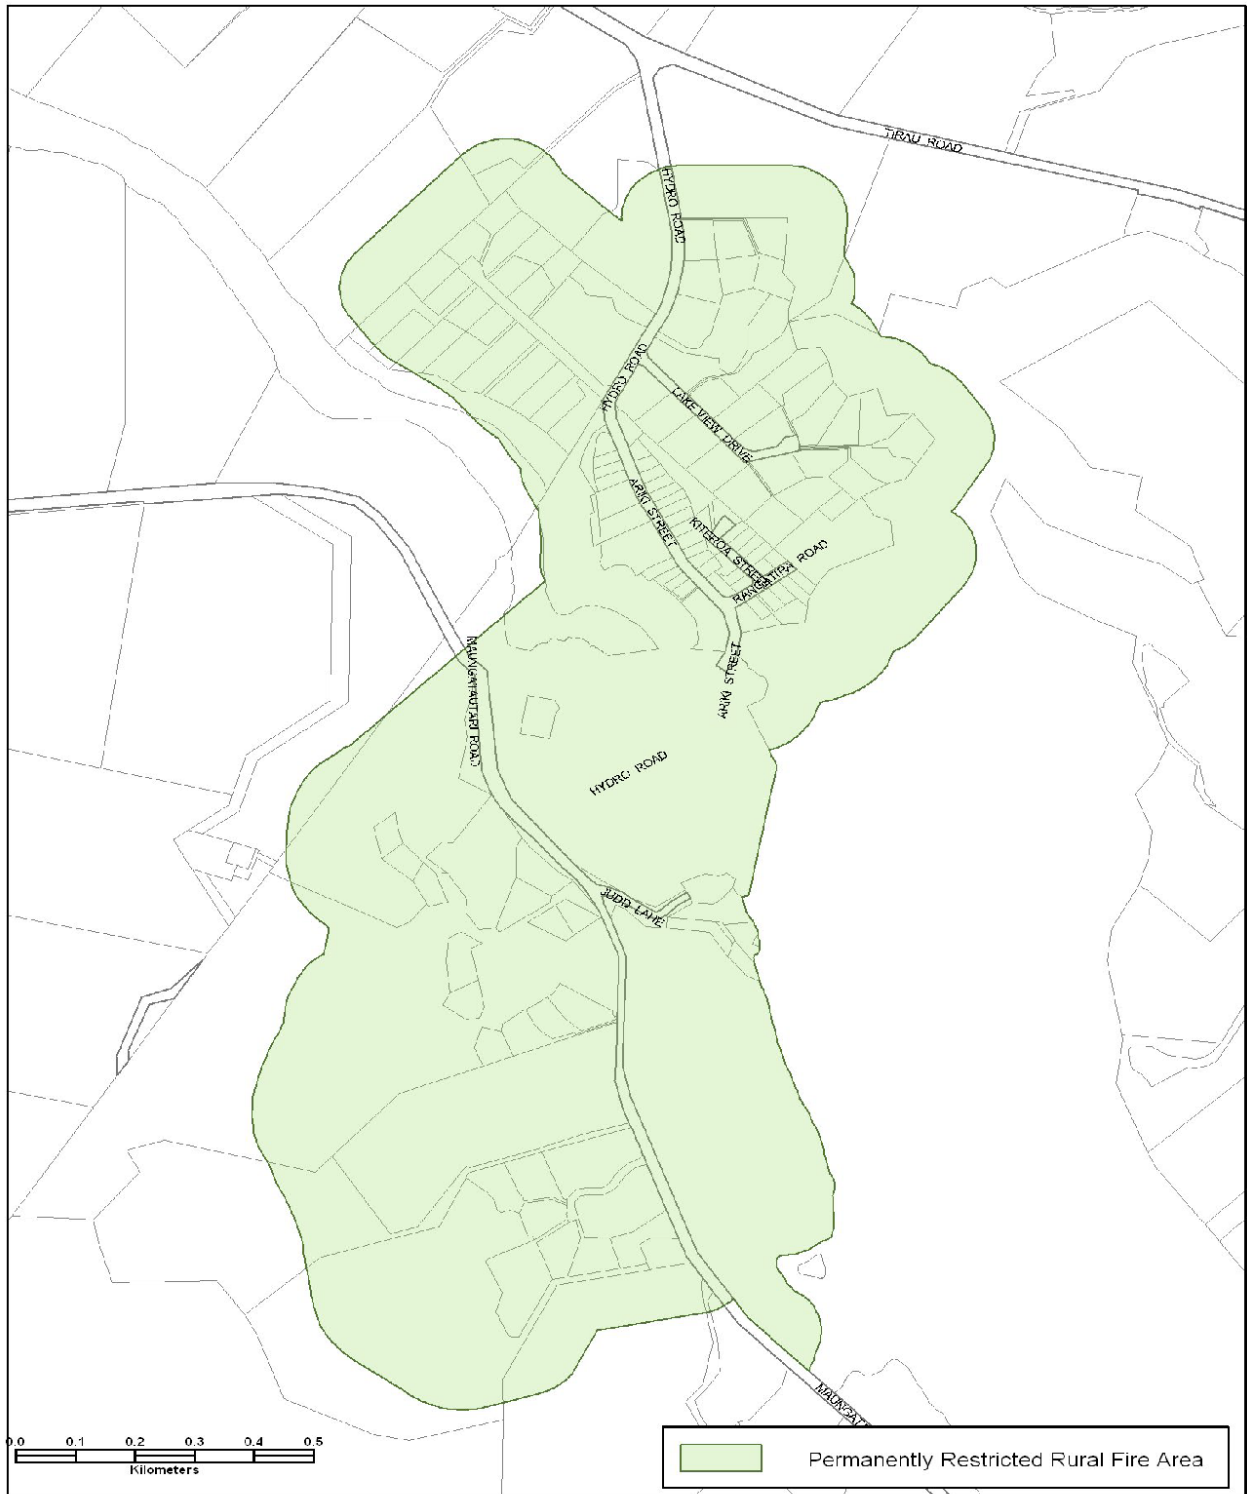 TIRAU ROAD
HYDRO ROAD
HYDRO ROAD
LAKE VIEW DRIVE
ARIKI STREET
KITEROA STREET
RANGATIRA ROAD
ARIKI STREET
MAUNGATAUTARI ROAD
HYDRO ROAD
JUDD LANE
0.0 0.1 0.2 0.3 0.4 0.5
Kilometers
Permanently Restricted Rural Fire Area